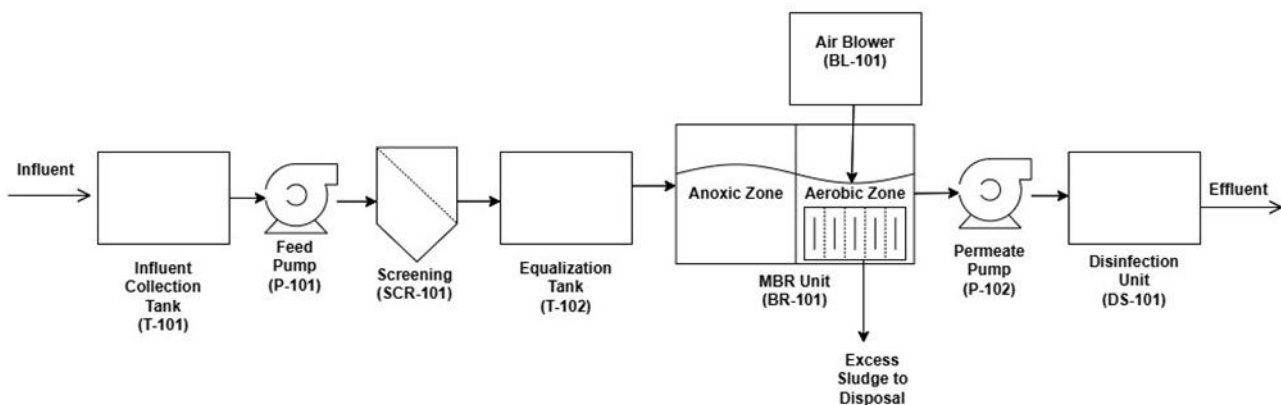 Influent
Influent
Collection
Tank
(T-101)
Feed
Pump
(P-101)
Screening
(SCR-101)
Equalization
Tank
(T-102)
Air Blower
(BL-101)
Anoxic Zone
Aerobic Zone
MBR Unit
(BR-101)
Excess
Sludge to
Disposal
Permeate
Pump
(P-102)
Disinfection
Unit
(DS-101)
Effluent